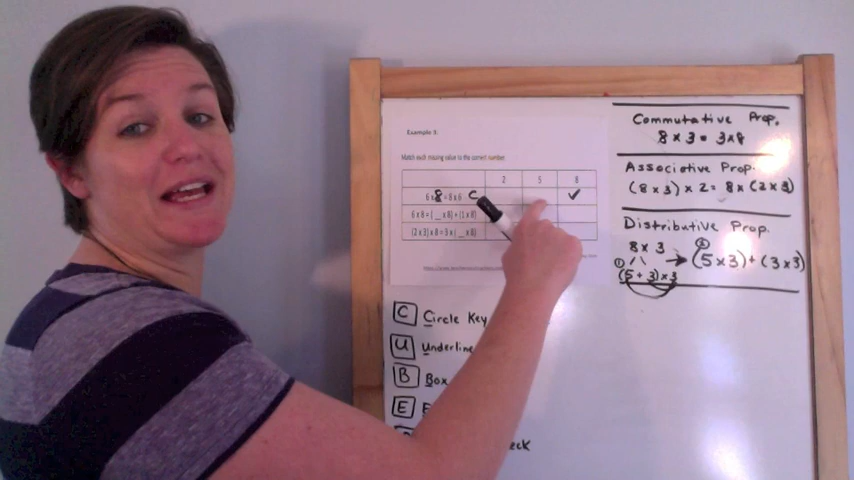 Example 3:
Match each missing value to the correct number.
2 5 8
6 x 8 = 8 x 6 C ✓
6 x 8 = ( __ x 8) + (1 x 8)
(2 x 3) x 8 = 3 x ( __ x 8)
C Circle Key
U Underline
B Box
E
eck
Commutative Prop.
8 x 3 = 3 x 8
Associative Prop.
(8 x 3) x 2 = 8 x (2 x 3)
Distributive Prop.
8 x 3
① (5 + 3) x 3 → ② (5 x 3) + (3 x 3)